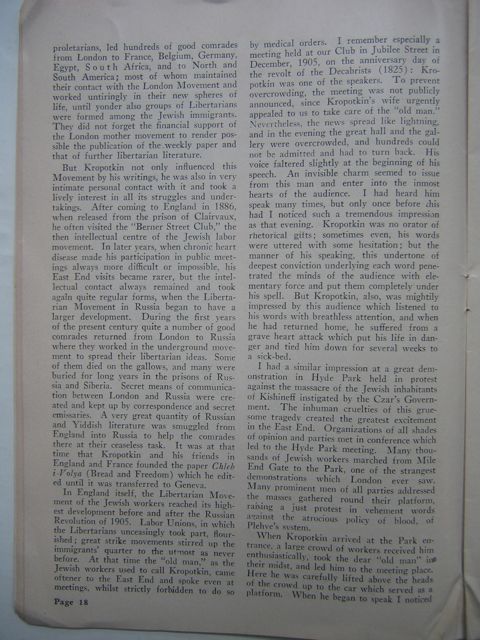 proletarians, led hundreds of good comrades
from London to France, Belgium, Germany,
Egypt, South Africa, and to North and
South America; most of whom maintained
their contact with the London Movement and
worked untiringly in their new spheres of
life, until yonder also groups of Libertarians
were formed among the Jewish immigrants.
They did not forget the financial support of
the London mother movement to render pos-
sible the publication of the weekly paper and
that of further libertarian literature.
But Kropotkin not only influenced this
Movement by his writings, he was also in very
intimate personal contact with it and took a
lively interest in all its struggles and under-
takings. After coming to England in 1886,
when released from the prison of Clairvaux,
he often visited the "Berner Street Club," the
then intellectual centre of the Jewish labor
movement. In later years, when chronic heart
disease made his participation in public meet-
ings always more difficult or impossible, his
East End visits became rarer, but the intel-
lectual contact always remained and took
again quite regular forms, when the Liberta-
rian Movement in Russia began to have a
larger development. During the first years
of the present century quite a number of good
comrades returned from London to Russia
where they worked in the underground move-
ment to spread their libertarian ideas. Some
of them died on the gallows, and many were
buried for long years in the prisons of Rus-
sia and Siberia. Secret means of communica-
tion between London and Russia were cre-
ated and kept up by correspondence and secret
emissaries. A very great quantity of Russian
and Yiddish literature was smuggled from
England into Russia to help the comrades
there at their ceaseless task. It was at that
time that Kropotkin and his friends in
England and France founded the paper Chleb
i-Volya (Bread and Freedom) which he edit-
ed until it was transferred to Geneva.
In England itself, the Libertarian Move-
ment of the Jewish workers reached its high-
est development before and after the Russian
Revolution of 1905. Labor Unions, in which
the Libertarians unceasingly took part, flour-
ished; great strike movements stirred up the
immigrants' quarter to the utmost as never
before. At that time the "old man," as the
Jewish workers used to call Kropotkin, came
oftener to the East End and spoke even at
meetings, whilst strictly forbidden to do so
Page 18
by medical orders. I remember especially a
meeting held at our Club in Jubilee Street in
December, 1905, on the anniversary day of
the revolt of the Decabrists (1825): Kro-
potkin was one of the speakers. To prevent
overcrowding, the meeting was not publicly
announced, since Kropotkin's wife urgently
appealed to us to take care of the "old man."
Nevertheless, the news spread like lightning,
and in the evening the great hall and the gal-
lery were overcrowded, and hundreds could
not be admitted and had to turn back. His
voice faltered slightly at the beginning of his
speech. An invisible charm seemed to issue
from this man and enter into the inmost
hearts of the audience. I had heard him
speak many times, but only once before this
had I noticed such a tremendous impression
as that evening. Kropotkin was no orator of
rhetorical gifts; sometimes even, his words
were uttered with some hesitation; but the
manner of his speaking, this undertone of
deepest conviction underlying each word pene-
trated the minds of the audience with ele-
mentary force and put them completely under
his spell. But Kropotkin, also, was mightily
impressed by this audience which listened to
his words with breathless attention, and when
he had returned home, he suffered from a
grave heart attack which put his life in dan-
ger and tied him down for several weeks to
a sick-bed.
I had a similar impression at a great dem-
onstration in Hyde Park held in protest
against the massacre of the Jewish inhabitants
of Kishineff instigated by the Czar's Govern-
ment. The inhuman cruelties of this grue-
some tragedy created the greatest excitement
in the East End. Organizations of all shades
of opinion and parties met in conference which
led to the Hyde Park meeting. Many thou-
sands of Jewish workers marched from Mile
End Gate to the Park, one of the strangest
demonstrations which London ever saw.
Many prominent men of all parties addressed
the masses gathered round their platform,
raising a just protest in vehement words
against the atrocious policy of blood, of
Plehve's system.
When Kropotkin arrived at the Park en-
trance, a large crowd of workers received him
enthusiastically, took the dear "old man" in
their midst, and led him to the meeting place.
Here he was carefully lifted above the heads
of the crowd up to the car which served as a
platform. When he began to speak I noticed